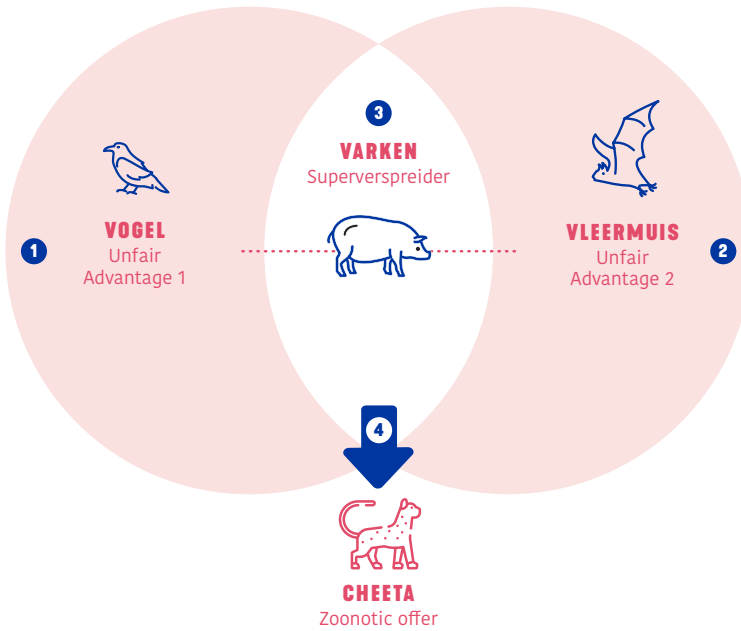 1
VOGEL
Unfair
Advantage 1
3
VARKEN
Superverspreider
VLEERMUIS
Unfair
Advantage 2
2
4
CHEETA
Zoonotic offer